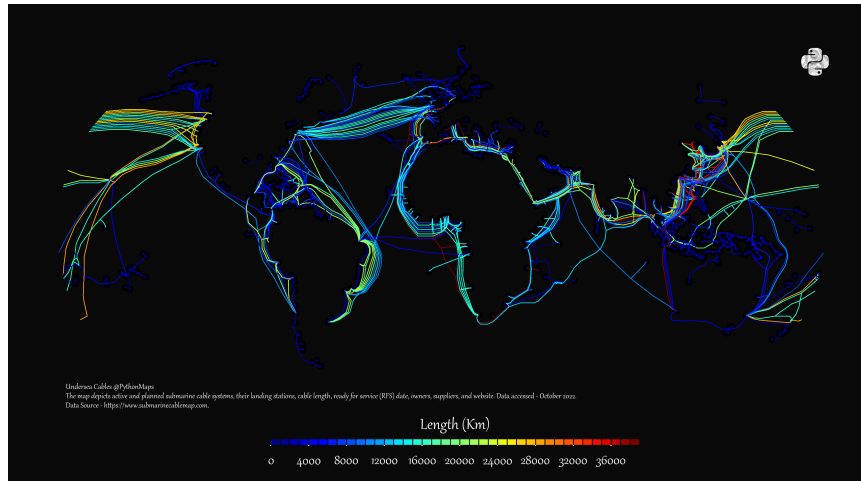 Undersea Cables @PythonMaps
The map depicts active and planned submarine cable systems, their landing stations, cable length, ready for service (RFS) date, owners, suppliers, and website. Data accessed - October 2022.
Data Source - https://www.submarinecablemap.com.
Length (Km)
0 4000 8000 12000 16000 20000 24000 28000 32000 36000